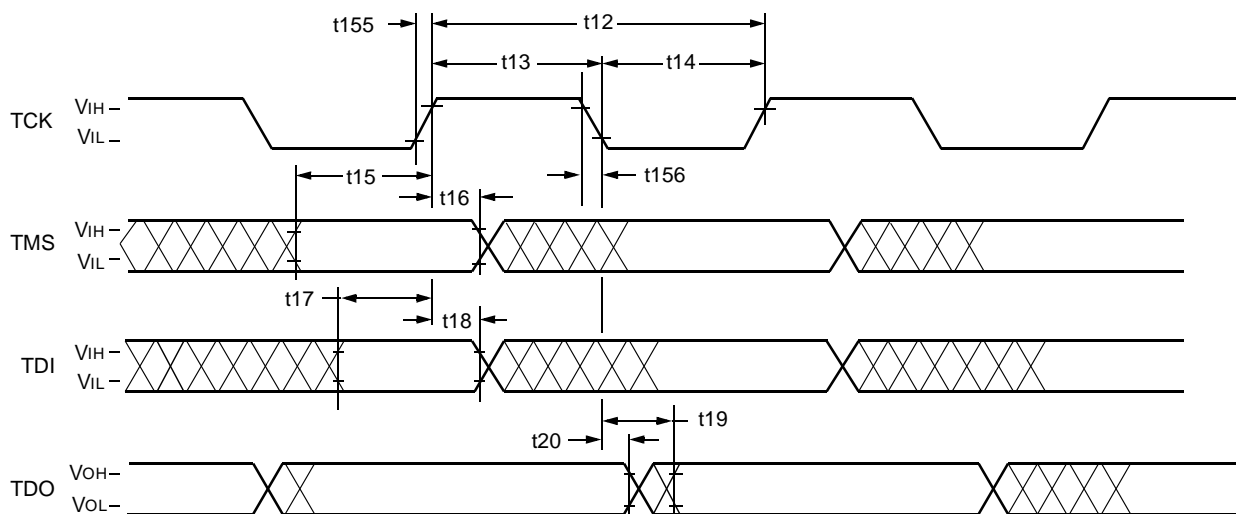 t155
t12
t13
t14
TCK
VIH
VIL
t15
t16
t156
TMS
VIH
VIL
t17
t18
TDI
VIH
VIL
t19
t20
TDO
VOH
VOL